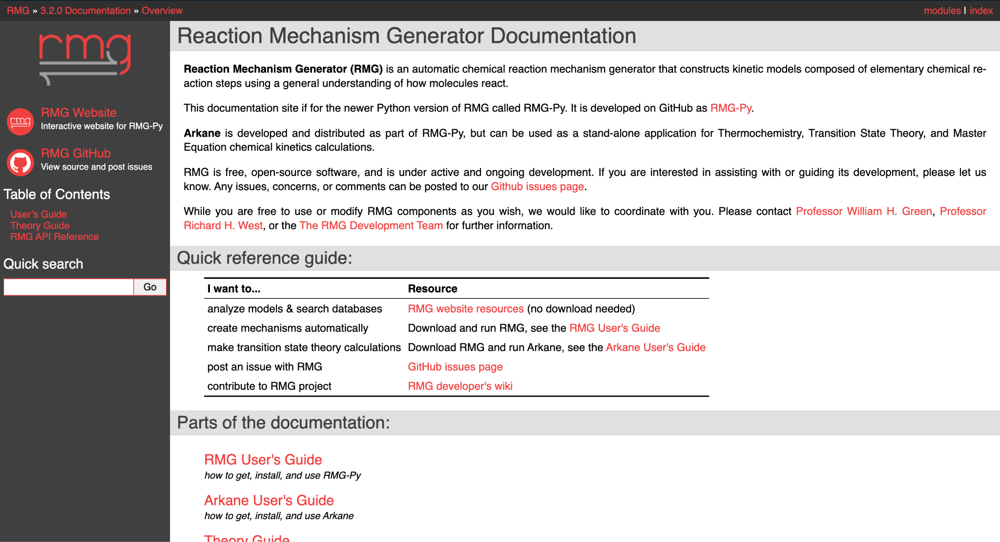 RMG » 3.2.0 Documentation » Overview
modules | index
rmg
rmg
RMG Website
Interactive website for RMG-Py
RMG GitHub
View source and post issues
Table of Contents
User's Guide
Theory Guide
RMG API Reference
Quick search
Go
Reaction Mechanism Generator Documentation
Reaction Mechanism Generator (RMG) is an automatic chemical reaction mechanism generator that constructs kinetic models composed of elementary chemical re-
action steps using a general understanding of how molecules react.
This documentation site if for the newer Python version of RMG called RMG-Py. It is developed on GitHub as RMG-Py.
Arkane is developed and distributed as part of RMG-Py, but can be used as a stand-alone application for Thermochemistry, Transition State Theory, and Master
Equation chemical kinetics calculations.
RMG is free, open-source software, and is under active and ongoing development. If you are interested in assisting with or guiding its development, please let us
know. Any issues, concerns, or comments can be posted to our Github issues page.
While you are free to use or modify RMG components as you wish, we would like to coordinate with you. Please contact Professor William H. Green, Professor
Richard H. West, or the The RMG Development Team for further information.
Quick reference guide:
I want to... Resource
analyze models & search databases RMG website resources (no download needed)
create mechanisms automatically Download and run RMG, see the RMG User's Guide
make transition state theory calculations Download RMG and run Arkane, see the Arkane User's Guide
post an issue with RMG GitHub issues page
contribute to RMG project RMG developer's wiki
Parts of the documentation:
RMG User's Guide
how to get, install, and use RMG-Py
Arkane User's Guide
how to get, install, and use Arkane
Theory Guide